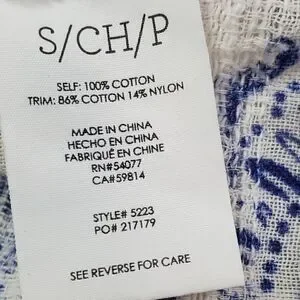 S/CH/P
SELF: 100% COTTON
TRIM: 86% COTTON 14% NYLON
MADE IN CHINA
HECHO EN CHINA
FABRIQUÉ EN CHINE
RN#54077
CA#59814
STYLE# 5223
PO# 217179
SEE REVERSE FOR CARE